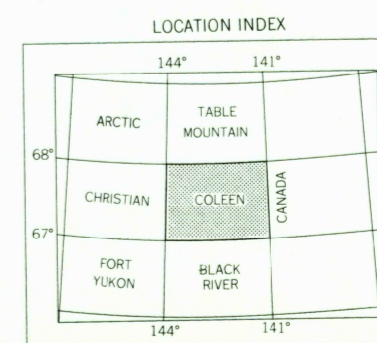 LOCATION INDEX
144° 141°
ARCTIC
TABLE
MOUNTAIN
68°
CHRISTIAN
COLEEN
CANADA
67°
FORT
YUKON
BLACK
RIVER
144° 141°